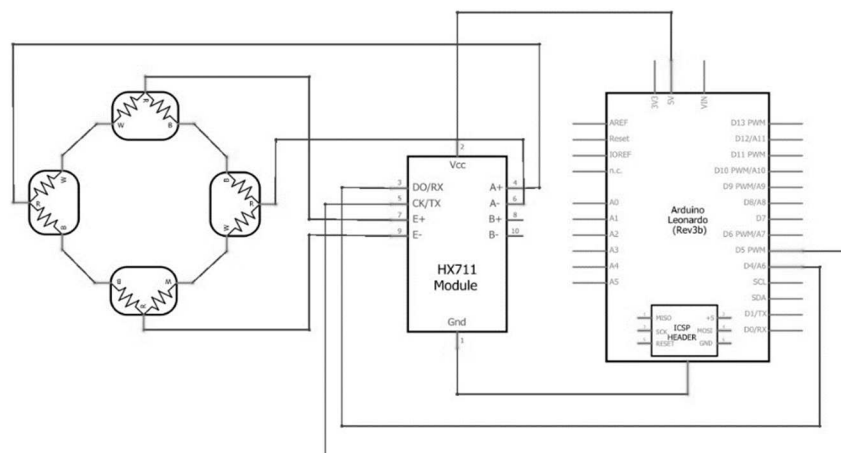 3V3
5V
VIN
R
W
B
W
R
B
B
R
W
B
R
W
2
Vcc
3
DO/RX
5
CK/TX
7
E+
9
E-
A+
4
A-
6
B+
8
B-
10
HX711
Module
Gnd
1
AREF
Reset
IOREF
n.c.
A0
A1
A2
A3
A4
A5
Arduino
Leonardo
(Rev3b)
D13 PWM
D12/A11
D11 PWM
D10 PWM/A10
D9 PWM/A9
D8/A8
D7
D6 PWM/A7
D5 PWM
D4/A6
SCL
SDA
D1/TX
D0/RX
MISO
SCK
RESET
ICSP
HEADER
+5
MOSI
GND